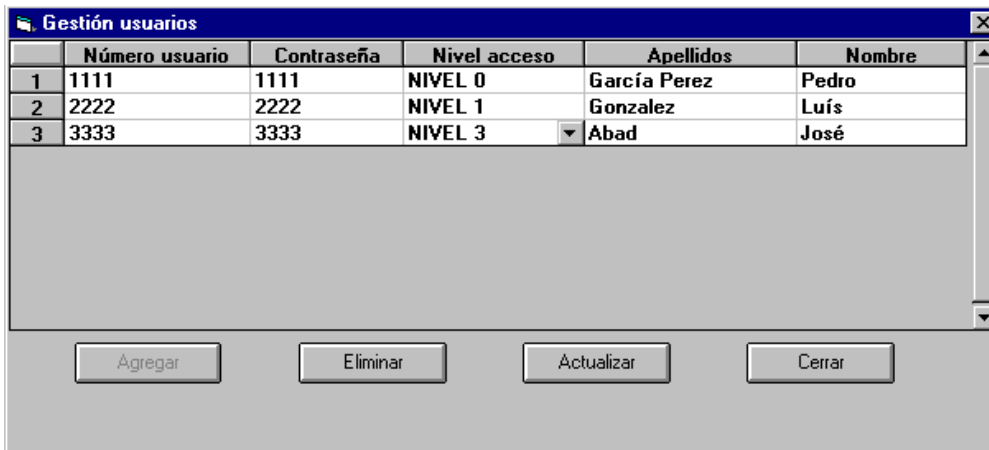 Gestión usuarios
Número usuario Contraseña Nivel acceso Apellidos Nombre
1 1111 1111 NIVEL 0 García Perez Pedro
2 2222 2222 NIVEL 1 Gonzalez Luís
3 3333 3333 NIVEL 3 Abad José
Agregar Eliminar Actualizar Cerrar